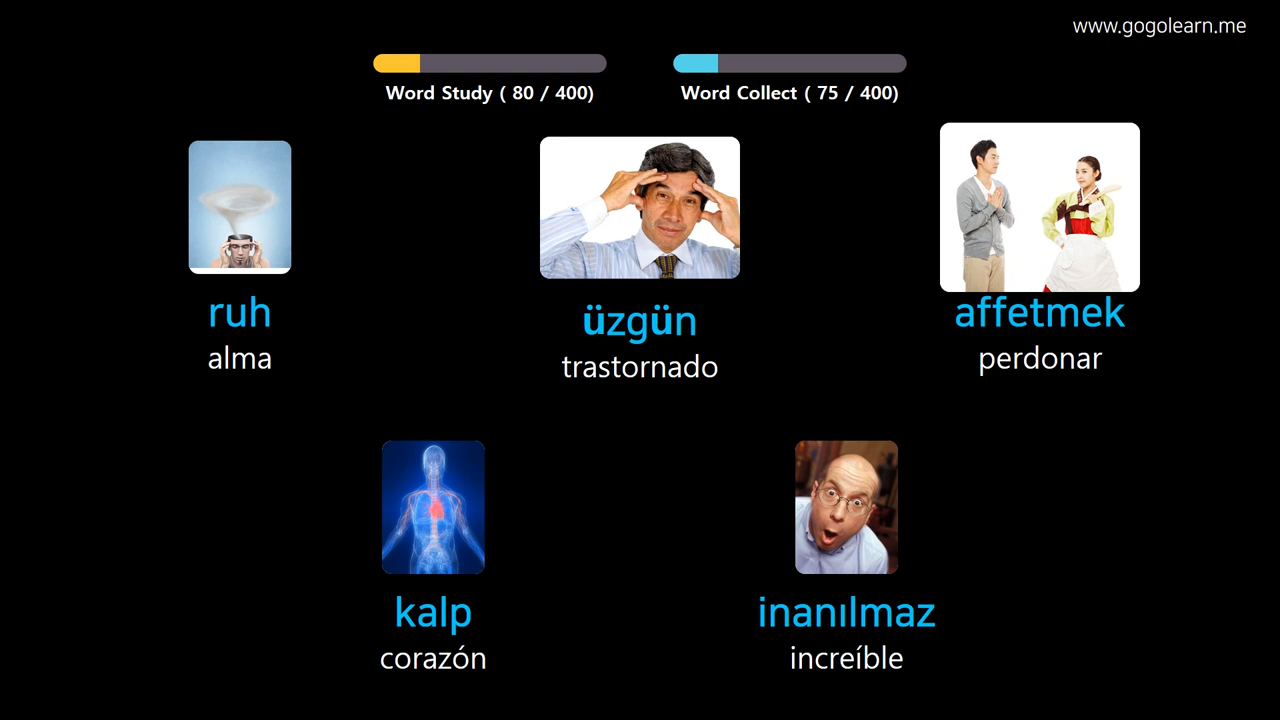 www.gogolearn.me
Word Study ( 80 / 400)
Word Collect ( 75 / 400)
ruh
alma
üzgün
trastornado
affetmek
perdonar
kalp
corazón
inanılmaz
increíble